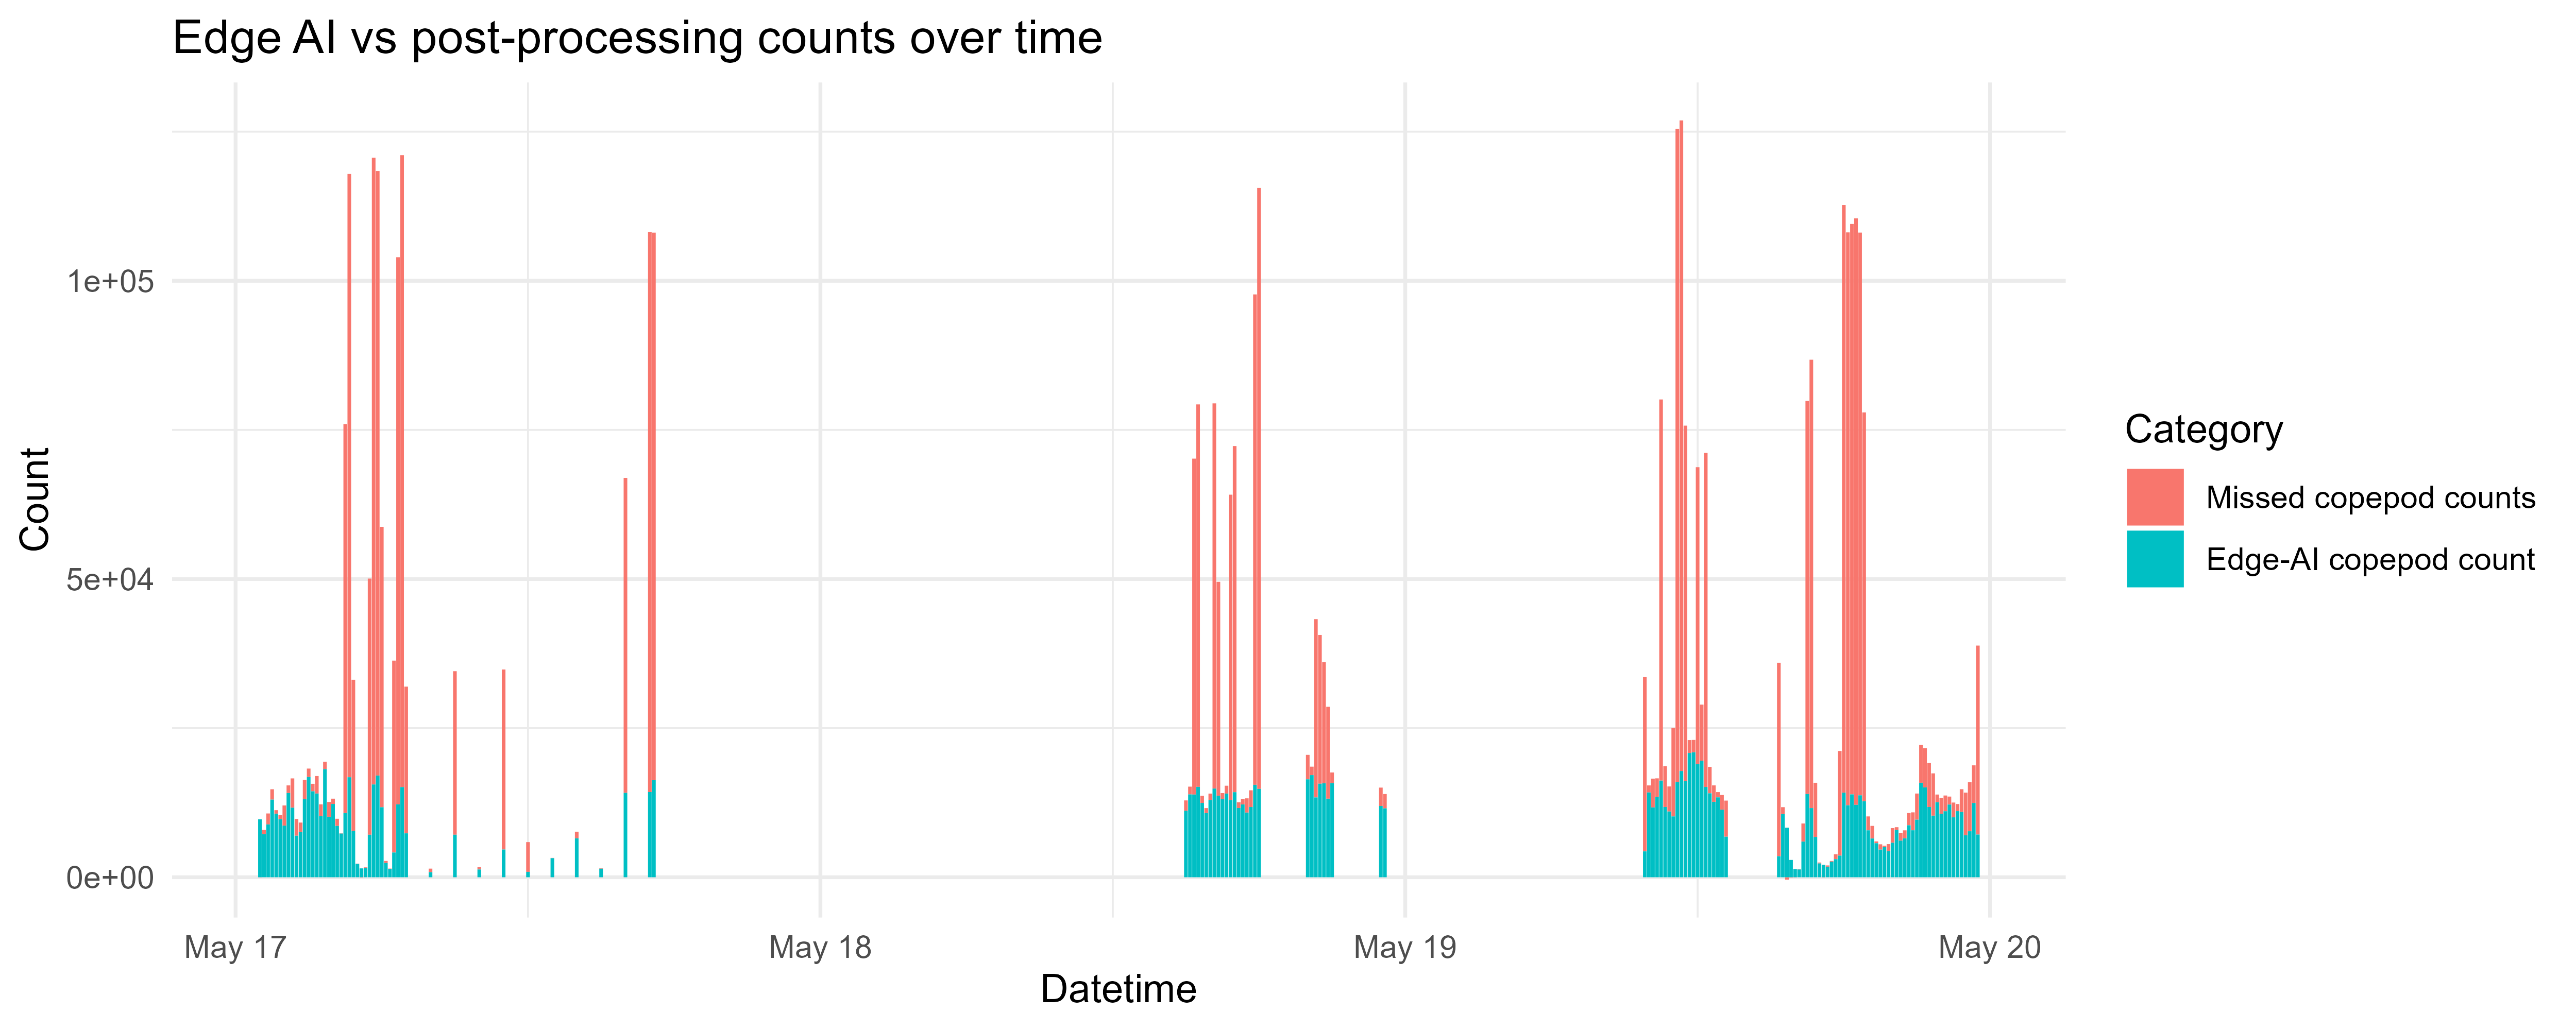 Edge AI vs post-processing counts over time
Count
1e+05
5e+04
0e+00
May 17
May 18
May 19
May 20
Datetime
Category
Missed copepod counts
Edge-AI copepod count